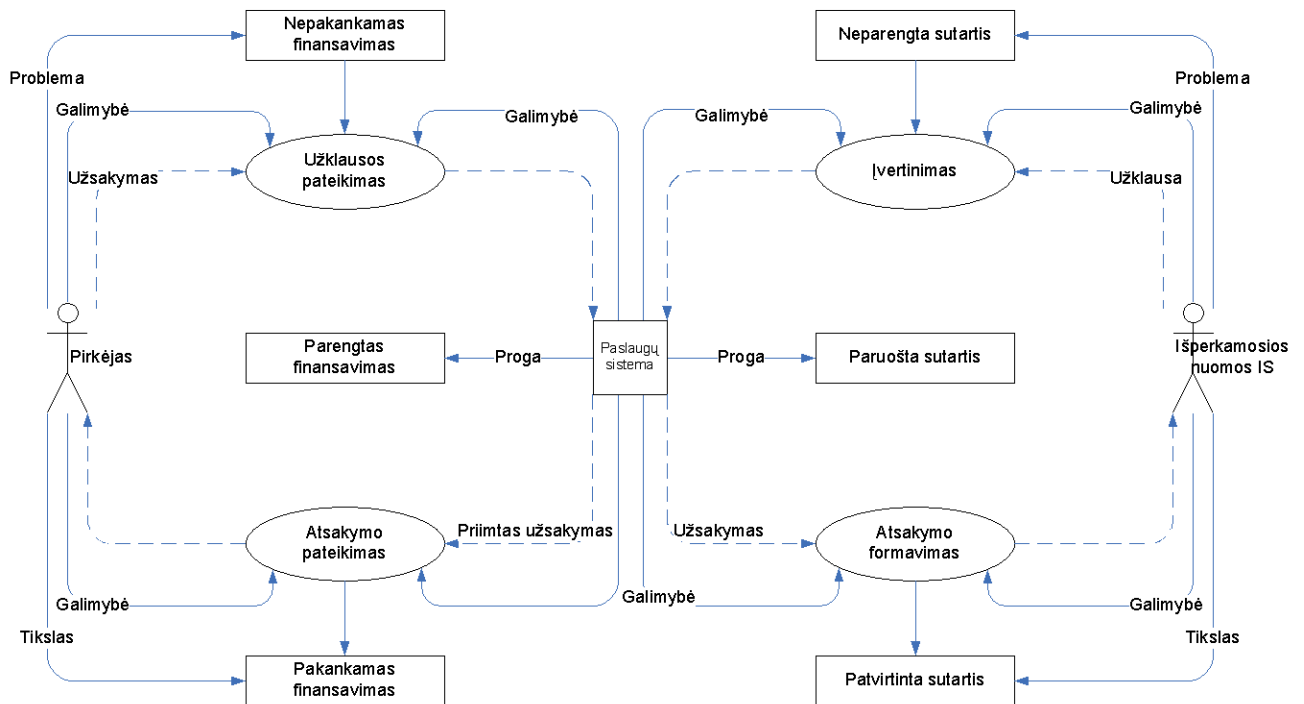 Nepakankamas
finansavimas
Neparengta sutartis
Problema
Problema
Galimybė
Galimybė
Galimybė
Galimybė
Užklausos
pateikimas
Įvertinimas
Užsakymas
Užklausa
Pirkėjas
Parengtas
finansavimas
Proga
Paslaugų
sistema
Proga
Paruošta sutartis
Išperkamosios
nuomos IS
Atsakymo
pateikimas
Priimtas užsakymas
Užsakymas
Atsakymo
formavimas
Galimybė
Galimybė
Galimybė
Tikslas
Tikslas
Pakankamas
finansavimas
Patvirtinta sutartis